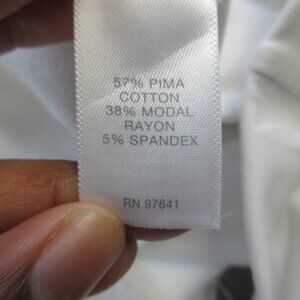 57% PIMA
COTTON
38% MODAL
RAYON
5% SPANDEX
RN 97641